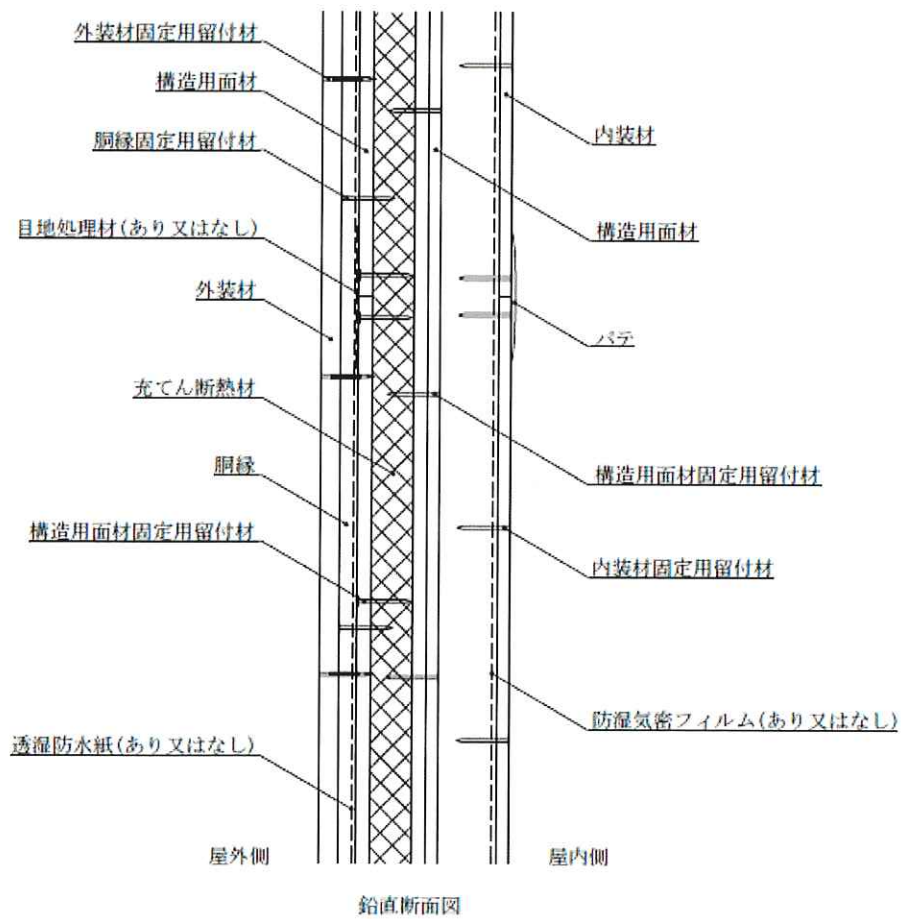 外装材固定用留付材
構造用面材
胴縁固定用留付材
目地処理材(あり又はなし)
外装材
充てん断熱材
胴縁
構造用面材固定用留付材
透湿防水紙(あり又はなし)
内装材
構造用面材
パテ
構造用面材固定用留付材
内装材固定用留付材
防湿気密フィルム(あり又はなし)
屋外側
屋内側
鉛直断面図